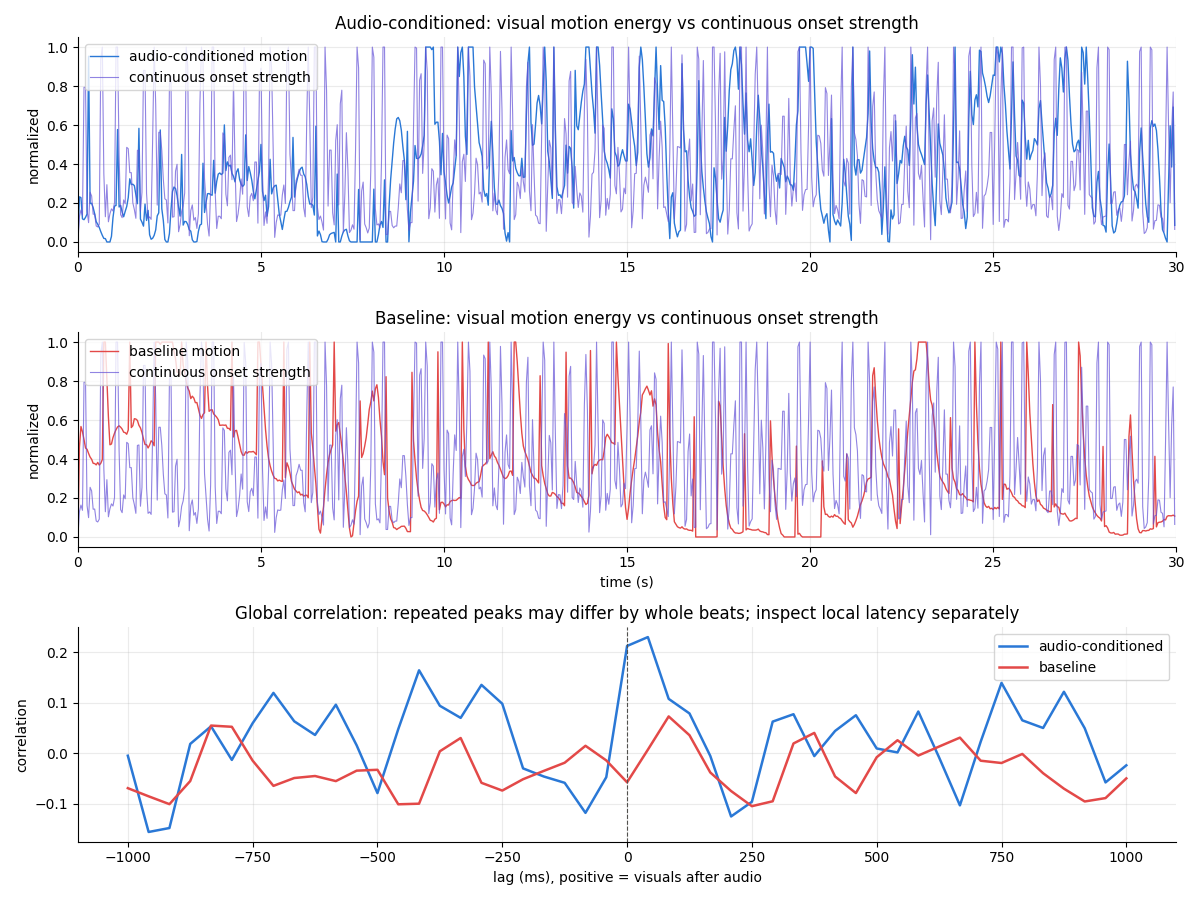 Audio-conditioned: visual motion energy vs continuous onset strength
audio-conditioned motion
continuous onset strength
normalized
1.0
0.8
0.6
0.4
0.2
0.0
0 5 10 15 20 25 30
Baseline: visual motion energy vs continuous onset strength
baseline motion
continuous onset strength
normalized
1.0
0.8
0.6
0.4
0.2
0.0
0 5 10 15 20 25 30
time (s)
Global correlation: repeated peaks may differ by whole beats; inspect local latency separately
audio-conditioned
baseline
correlation
0.2
0.1
0.0
−0.1
−1000 −750 −500 −250 0 250 500 750 1000
lag (ms), positive = visuals after audio